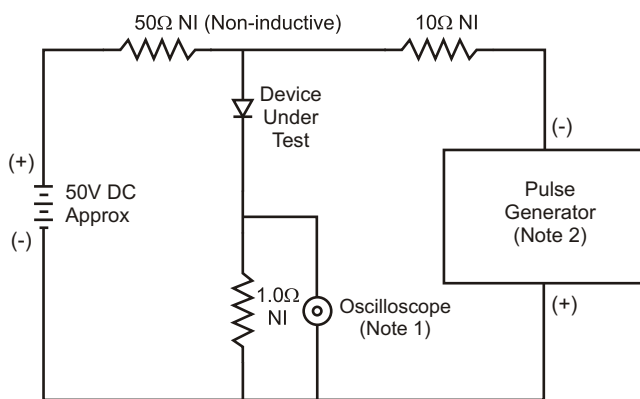 50Ω NI (Non-inductive)
10Ω NI
Device
Under
Test
(-)
(+)
50V DC
Approx
(-)
Pulse
Generator
(Note 2)
1.0Ω
NI
Oscilloscope
(Note 1)
(+)